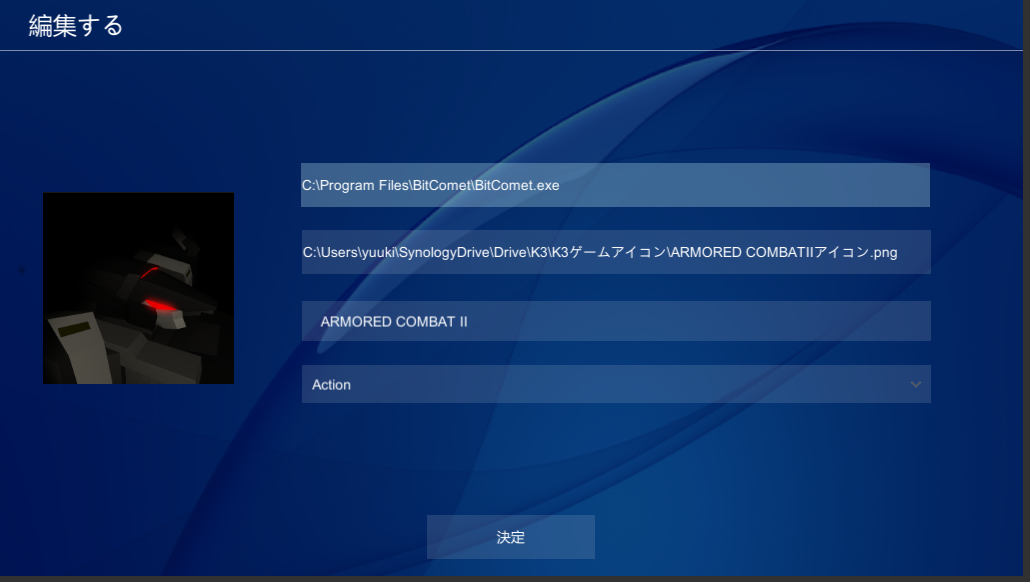 編集する
C:\Program Files\BitComet\BitComet.exe
C:\Users\yuuki\SynologyDrive\Drive\K3\K3ゲームアイコン\ARMORED COMBATIIアイコン.png
ARMORED COMBAT II
Action
決定